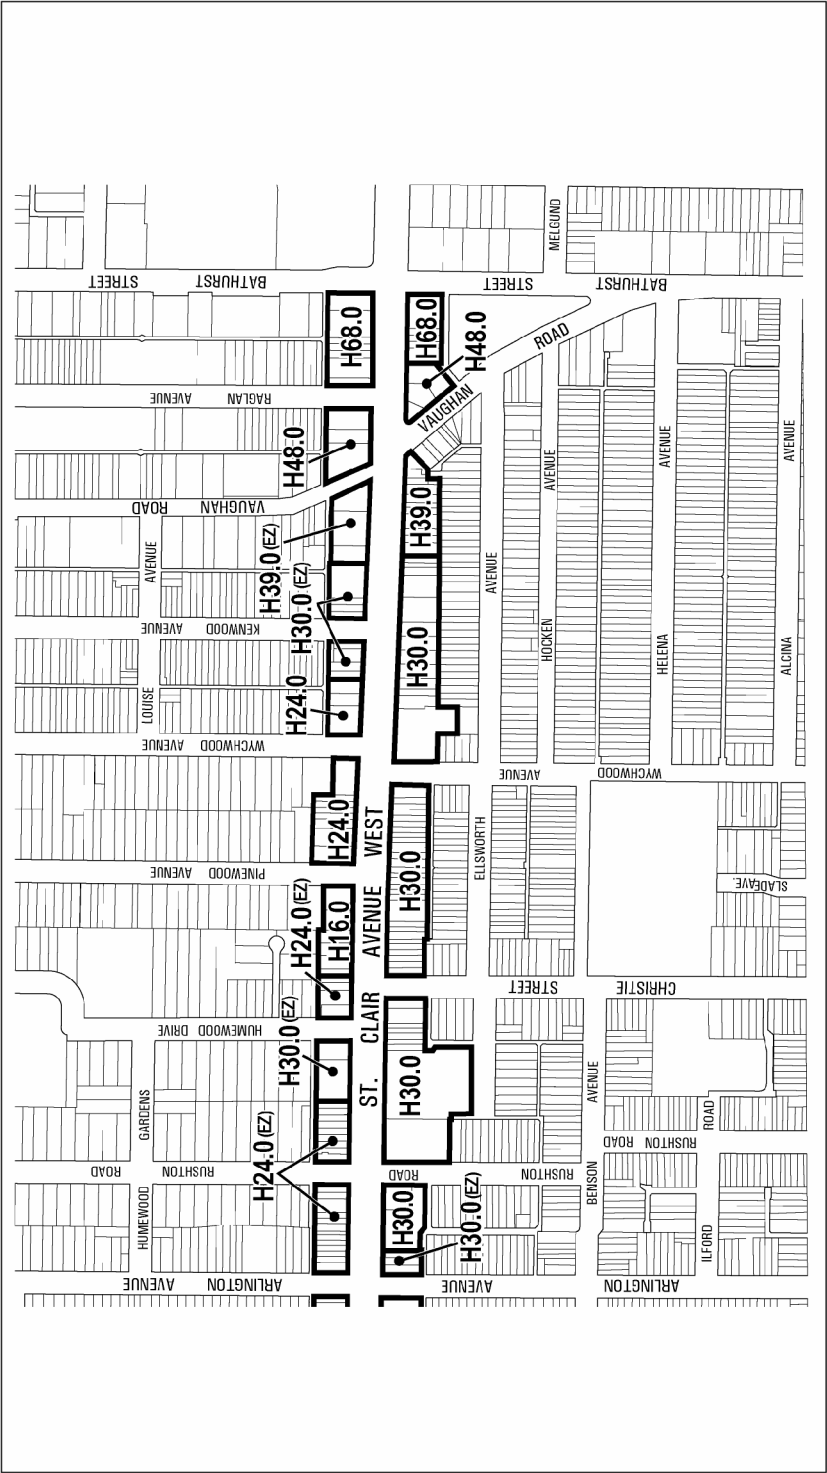 MELGUND
BATHURST STREET
STREET BATHURST
H68.0
H68.0
H48.0
ROAD
VAUGHAN
RAGLAN AVENUE
H48.0
VAUGHAN ROAD
H39.0 (EZ)
H39.0
AVENUE
AVENUE
AVENUE
AVENUE
AVENUE
H30.0 (EZ)
KENWOOD AVENUE
H30.0
HOCKEN
HELENA
ALCINA
LOUISE
H24.0
WYCHWOOD AVENUE
WYCHWOOD AVENUE
H24.0
ST. CLAIR AVENUE WEST
H30.0
ELLSWORTH
PINEWOOD AVENUE
SLADE AVE.
H24.0 (EZ)
H16.0
CHRISTIE STREET
HUMEWOOD DRIVE
H30.0 (EZ)
H30.0
HUMEWOOD GARDENS
BENSON AVENUE
ILFORD ROAD
H24.0 (EZ)
RUSHTON ROAD
ROAD
RUSHTON
RUSHTON ROAD
H30.0
H30.0 (EZ)
ARLINGTON AVENUE
AVENUE
ARLINGTON